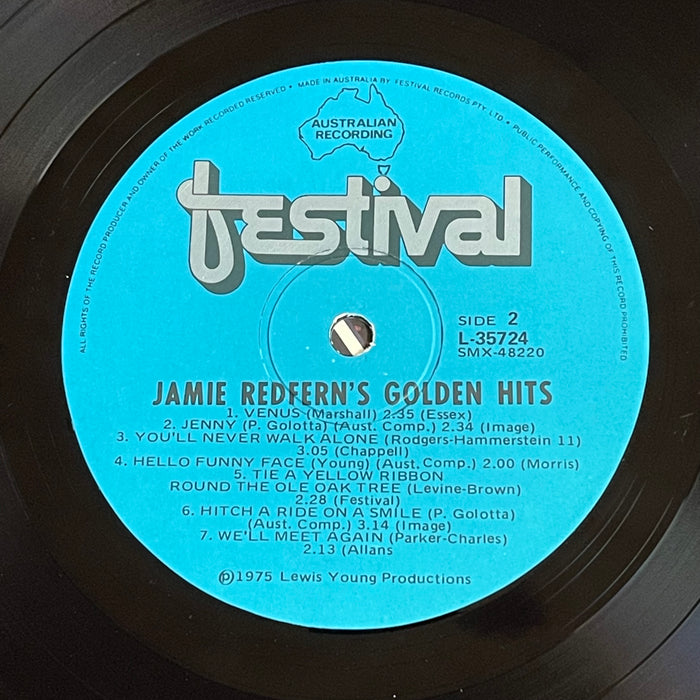 ALL RIGHTS OF THE RECORD PRODUCER AND OWNER OF THE WORK RECORDED RESERVED • MADE IN AUSTRALIA BY FESTIVAL RECORDS PTY. LTD. • PUBLIC PERFORMANCE AND COPYING OF THIS RECORD PROHIBITED
AUSTRALIAN
RECORDING
festival
SIDE 2
L-35724
SMX-48220
JAMIE REDFERN'S GOLDEN HITS
1. VENUS (Marshall) 2.35 (Essex)
2. JENNY (P. Golotta) (Aust. Comp.) 2.34 (Image)
3. YOU'LL NEVER WALK ALONE (Rodgers-Hammerstein 11)
3.05 (Chappell)
4. HELLO FUNNY FACE (Young) (Aust. Comp.) 2.00 (Morris)
5. TIE A YELLOW RIBBON
ROUND THE OLE OAK TREE (Levine-Brown)
2.28 (Festival)
6. HITCH A RIDE ON A SMILE (P. Golotta)
(Aust. Comp.) 3.14 (Image)
7. WE'LL MEET AGAIN (Parker-Charles)
2.13 (Allans
℗1975 Lewis Young Productions